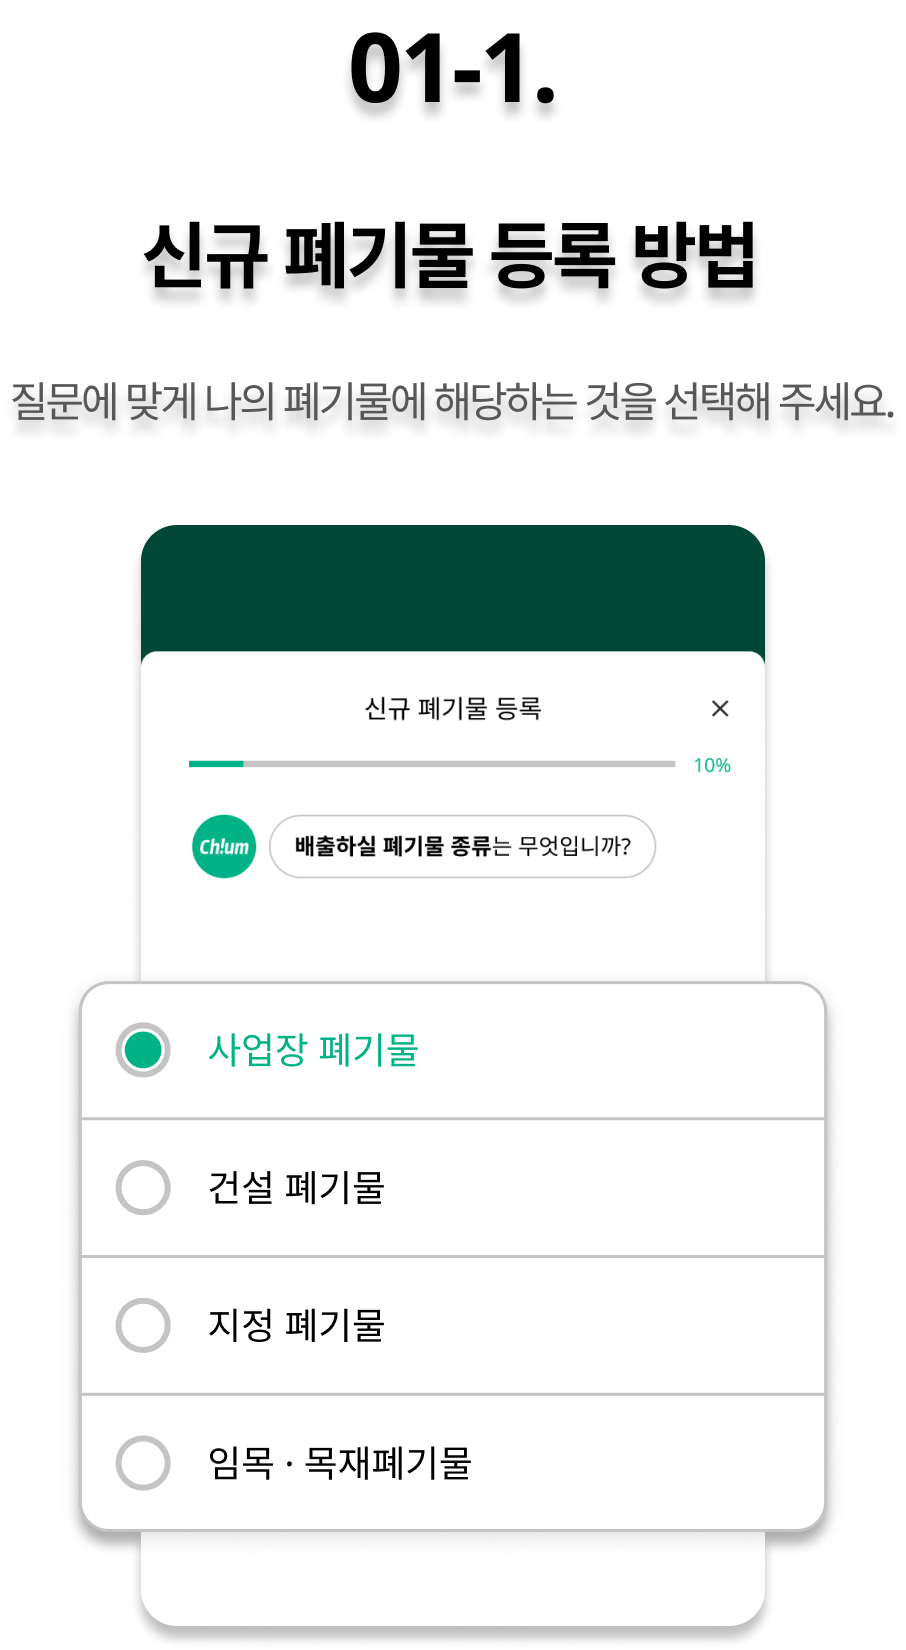 01-1.
신규 폐기물 등록 방법
질문에 맞게 나의 폐기물에 해당하는 것을 선택해 주세요.
신규 폐기물 등록
10%
Ch!um
배출하실 폐기물 종류는 무엇입니까?
사업장 폐기물
건설 폐기물
지정 폐기물
임목 · 목재폐기물